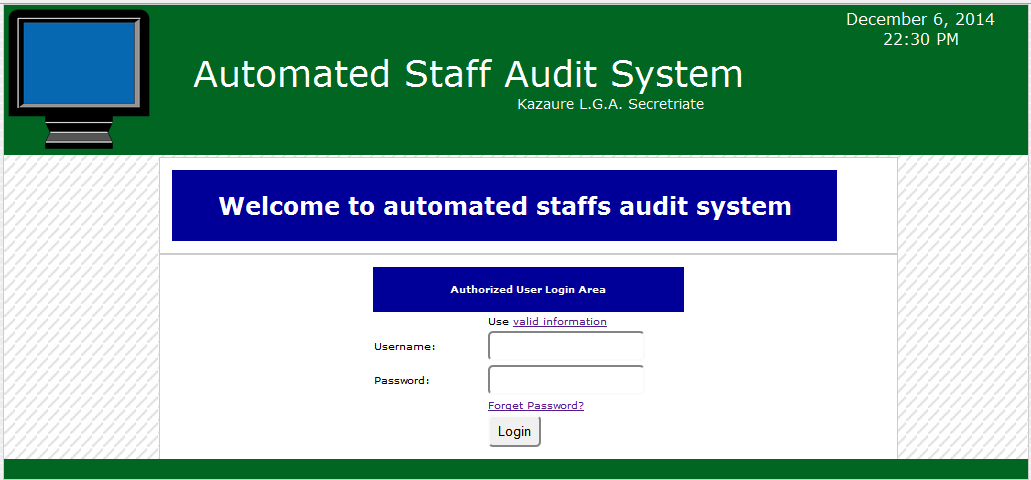 December 6, 2014
22:30 PM
Automated Staff Audit System
Kazaure L.G.A. Secretriate
Welcome to automated staffs audit system
Authorized User Login Area
Use valid information
Username:
Password:
Forget Password?
Login